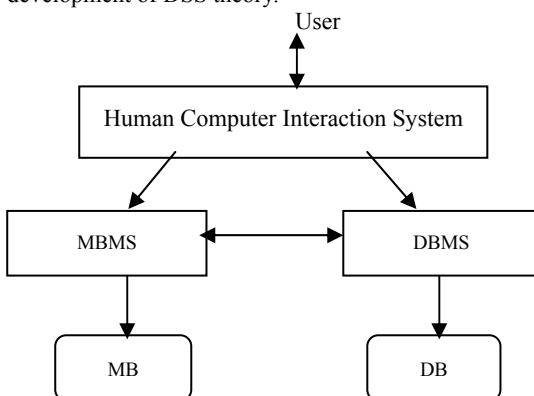 development of DSS theory.
User
Human Computer Interaction System
MBMS DBMS
MB DB